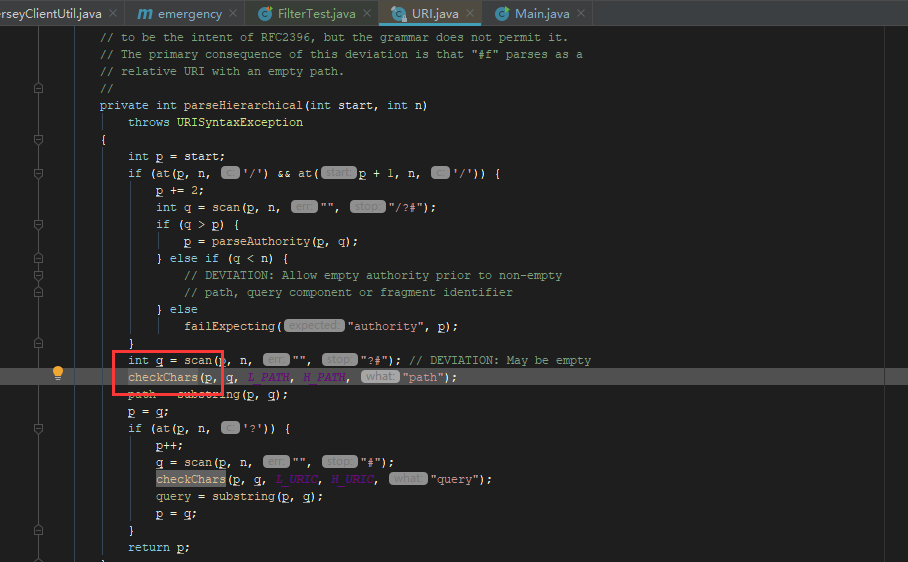 rseyClientUtil.java × m emergency × FilterTest.java × URI.java × Main.java ×
// to be the intent of RFC2396, but the grammar does not permit it.
// The primary consequence of this deviation is that "#f" parses as a
// relative URI with an empty path.
//
private int parseHierarchical(int start, int n)
throws URISyntaxException
{
int p = start;
if (at(p, n, c: '/') && at( start: p + 1, n, c: '/')) {
p += 2;
int q = scan(p, n, err: "", stop: "/?#");
if (q > p) {
p = parseAuthority(p, q);
} else if (q < n) {
// DEVIATION: Allow empty authority prior to non-empty
// path, query component or fragment identifier
} else
failExpecting( expected: "authority", p);
}
int q = scan(p, n, err: "", stop: "?#"); // DEVIATION: May be empty
checkChars(p, q, L_PATH, H_PATH, what: "path");
path = substring(p, q);
p = q;
if (at(p, n, c: '?')) {
p++;
q = scan(p, n, err: "", stop: "#");
checkChars(p, q, L_URIC, H_URIC, what: "query");
query = substring(p, q);
p = q;
}
return p;